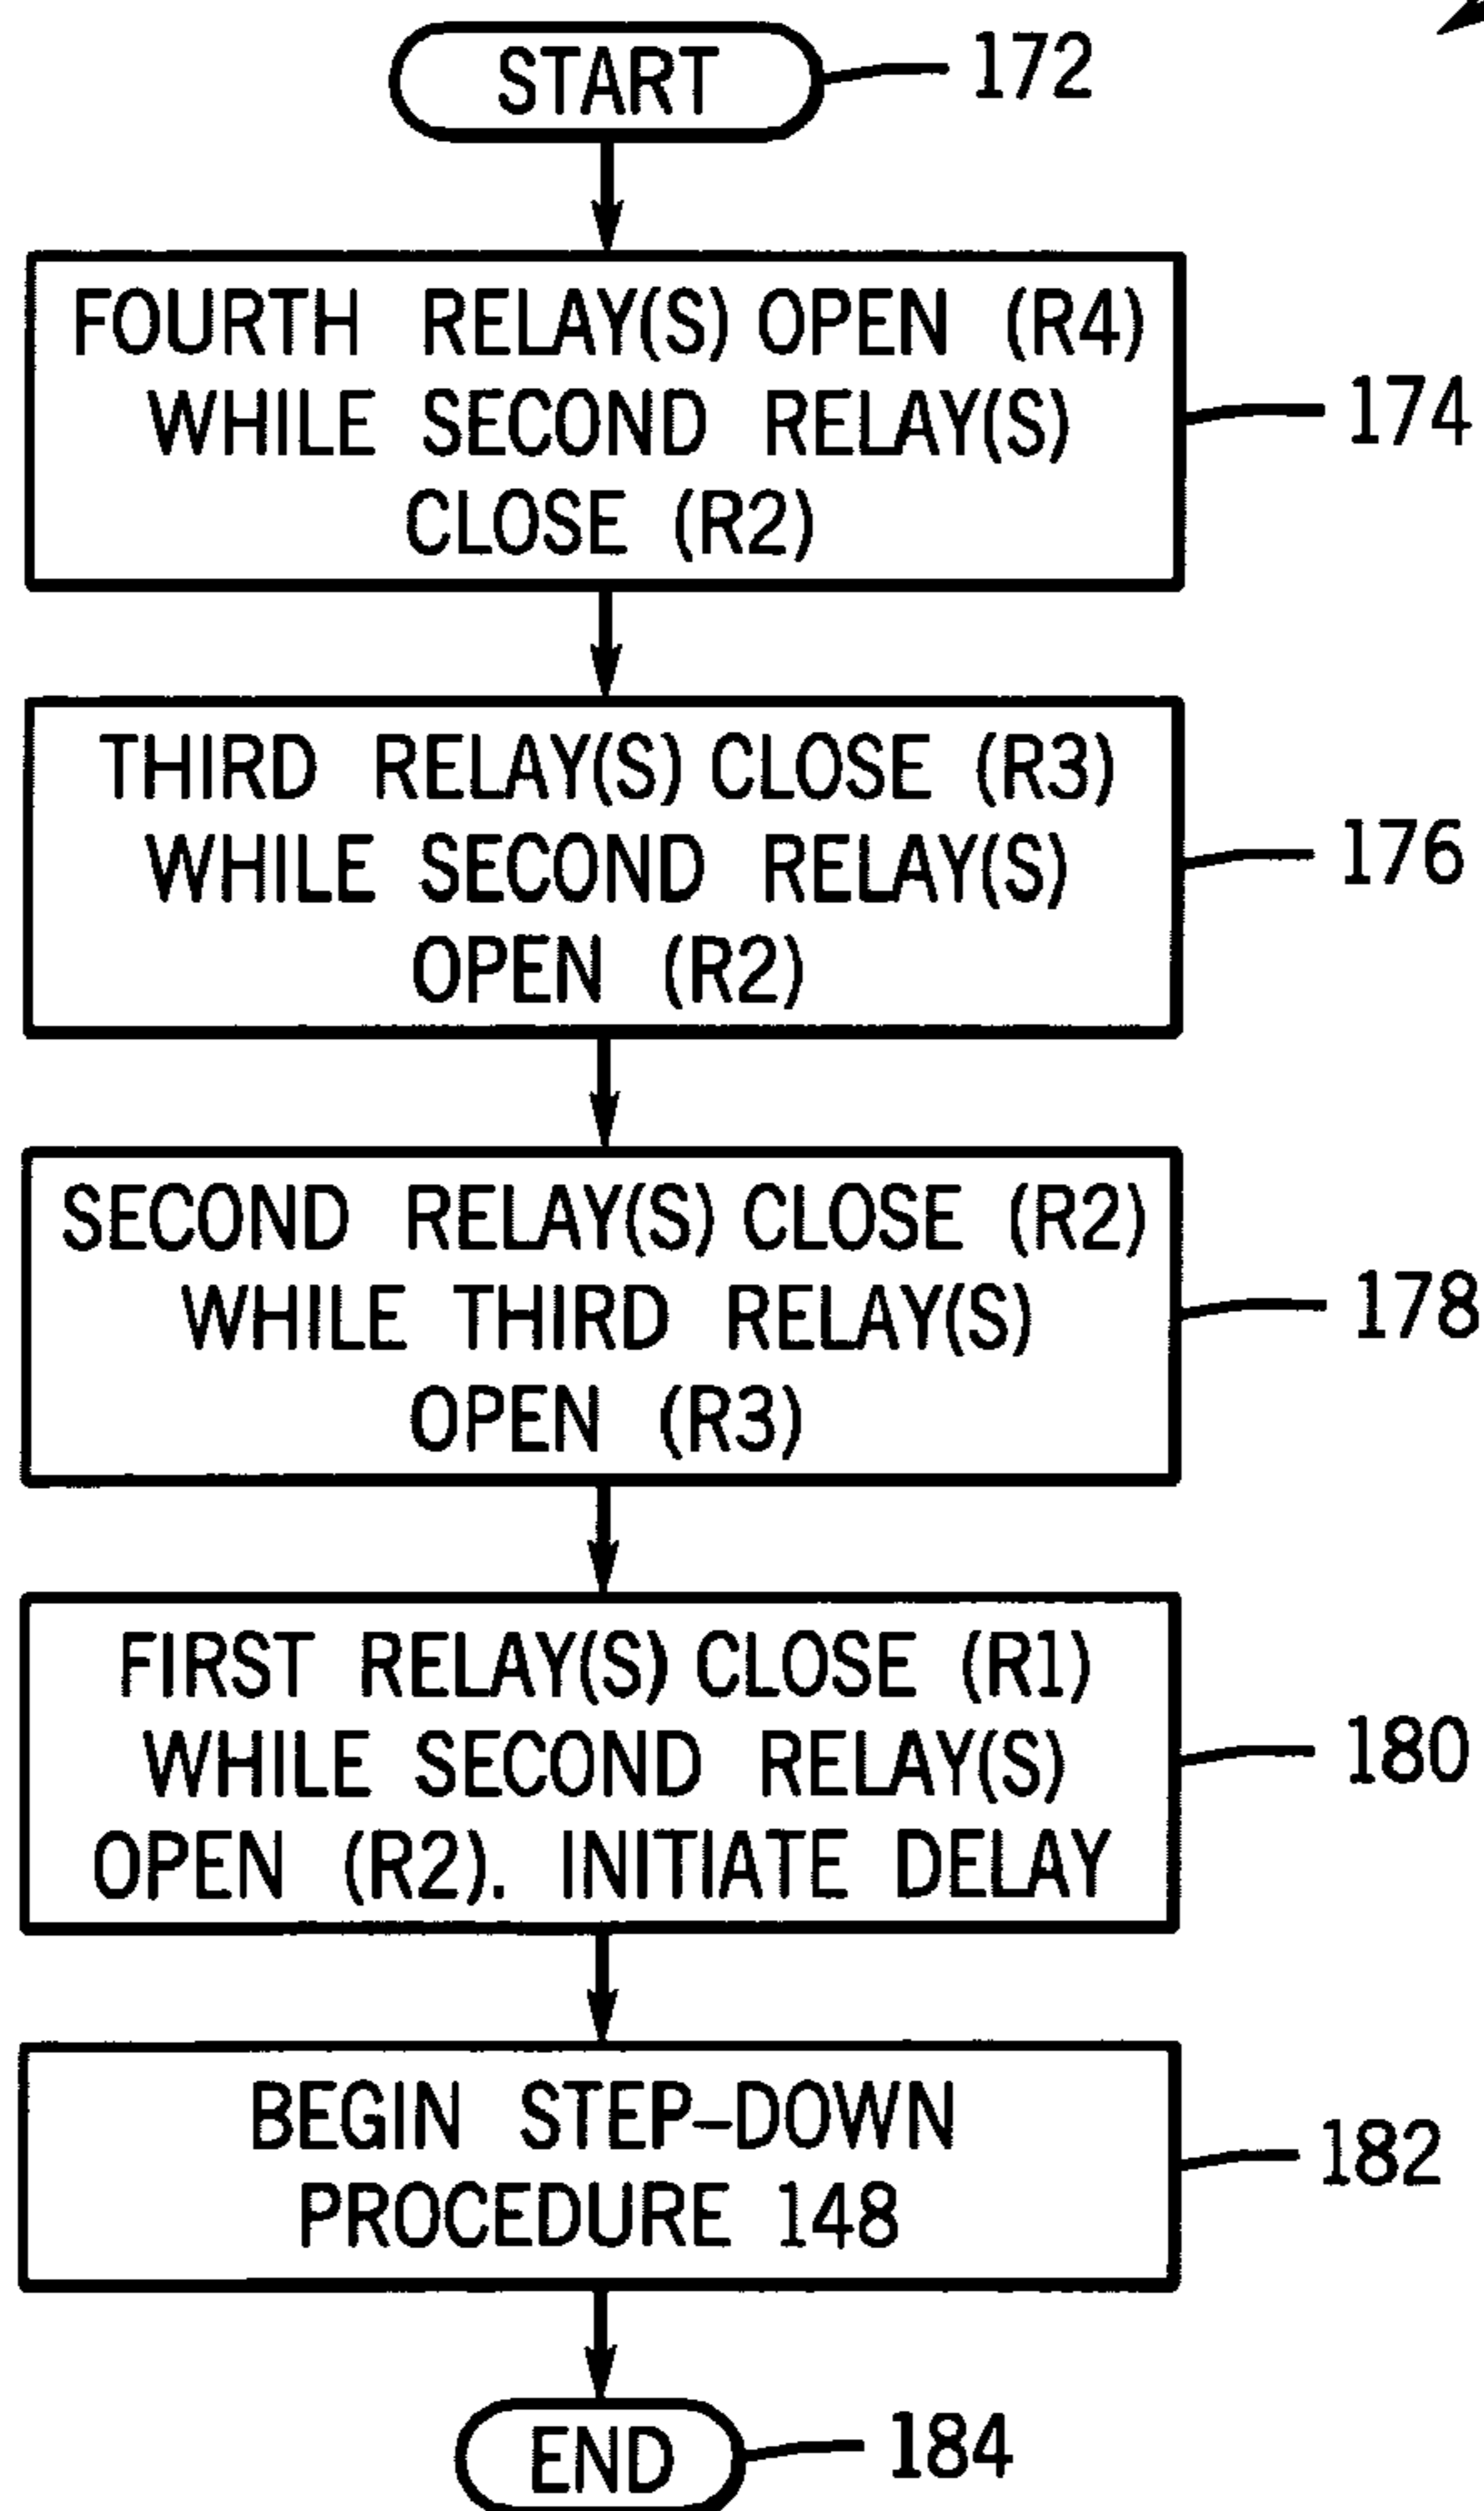 START
172
FOURTH RELAY(S) OPEN (R4)
WHILE SECOND RELAY(S)
CLOSE (R2)
174
THIRD RELAY(S) CLOSE (R3)
WHILE SECOND RELAY(S)
OPEN (R2)
176
SECOND RELAY(S) CLOSE (R2)
WHILE THIRD RELAY(S)
OPEN (R3)
178
FIRST RELAY(S) CLOSE (R1)
WHILE SECOND RELAY(S)
OPEN (R2). INITIATE DELAY
180
BEGIN STEP-DOWN
PROCEDURE 148
182
END
184